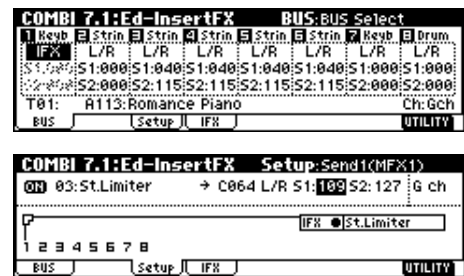 COMBI 7.1:Ed-InsertFX BUS:BUS Select
1 Keyb 2 Strin 3 Strin 4 Strin 5 Strin 6 Strin 7 Keyb 8 Drum
IFX L/R L/R L/R L/R L/R L/R L/R
S1:000 S1:040 S1:040 S1:040 S1:040 S1:000 S1:000
S2:000 S2:115 S2:115 S2:115 S2:115 S2:000 S2:000
T01: A113:Romance Piano Ch:Gch
BUS Setup IFX UTILITY
COMBI 7.1:Ed-InsertFX Setup:Send1(MFX1)
ON 03:St.Limiter → C064 L/R S1:109 S2:127 G ch
IFX ●St.Limiter
1 2 3 4 5 6 7 8
BUS Setup IFX UTILITY